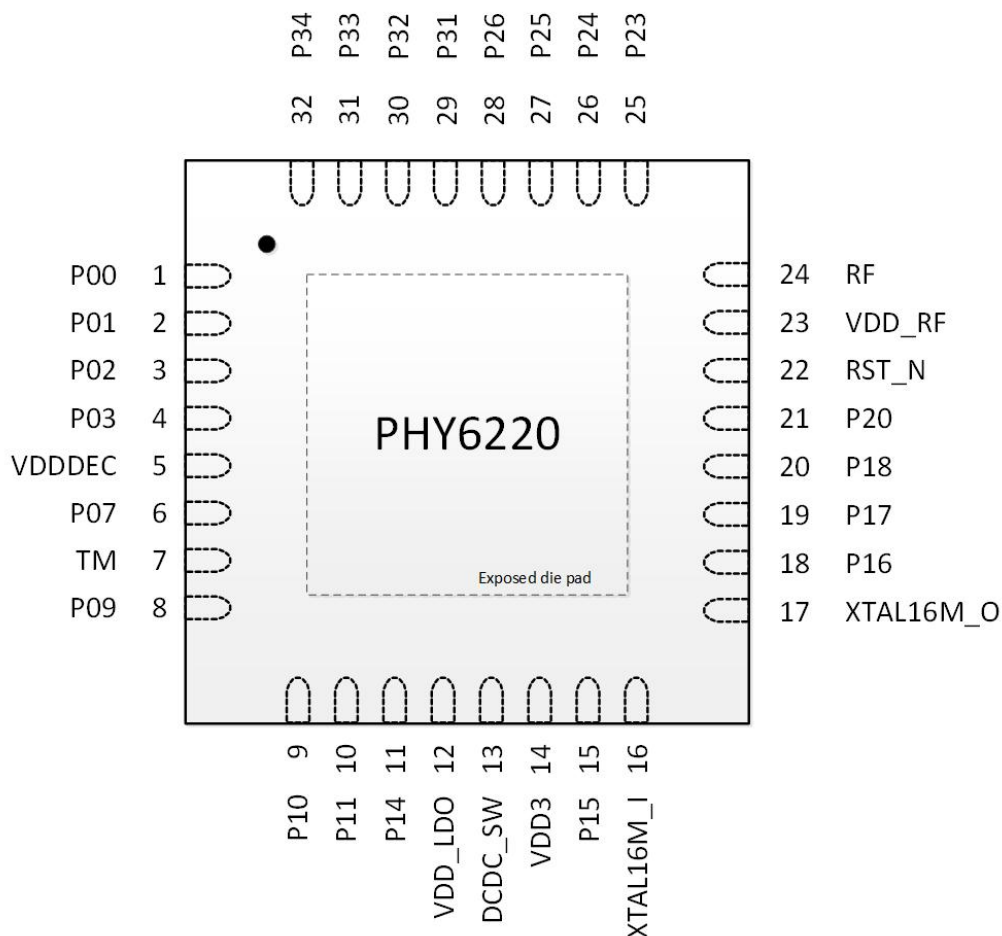 P34 P33 P32 P31 P26 P25 P24 P23
32 31 30 29 28 27 26 25
P00 1
P01 2
P02 3
P03 4
VDDDEC 5
P07 6
TM 7
P09 8
PHY6220
Exposed die pad
24 RF
23 VDD_RF
22 RST_N
21 P20
20 P18
19 P17
18 P16
17 XTAL16M_O
9 10 11 12 13 14 15 16
P10 P11 P14 VDD_LDO DCDC_SW VDD3 P15 XTAL16M_I